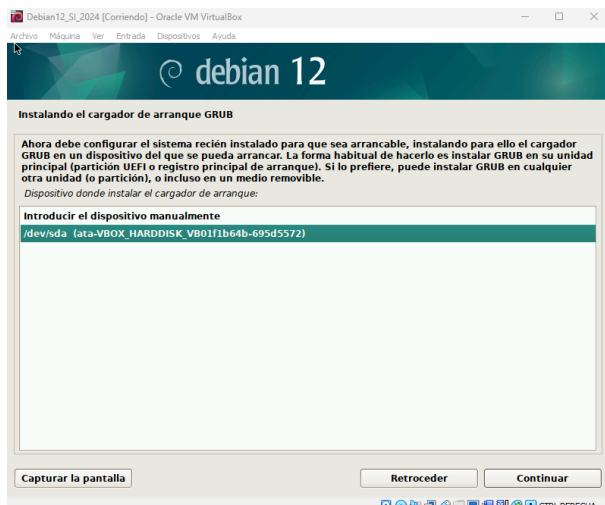 Debian12_SI_2024 [Corriendo] - Oracle VM VirtualBox
Archivo Máquina Ver Entrada Dispositivos Ayuda
debian 12
Instalando el cargador de arranque GRUB
Ahora debe configurar el sistema recién instalado para que sea arrancable, instalando para ello el cargador
GRUB en un dispositivo del que se pueda arrancar. La forma habitual de hacerlo es instalar GRUB en su unidad
principal (partición UEFI o registro principal de arranque). Si lo prefiere, puede instalar GRUB en cualquier
otra unidad (o partición), o incluso en un medio removible.
Dispositivo donde instalar el cargador de arranque:
Introducir el dispositivo manualmente
/dev/sda (ata-VBOX_HARDDISK_VB01f1b64b-695d5572)
Capturar la pantalla
Retroceder
Continuar
CTRL DERECHA